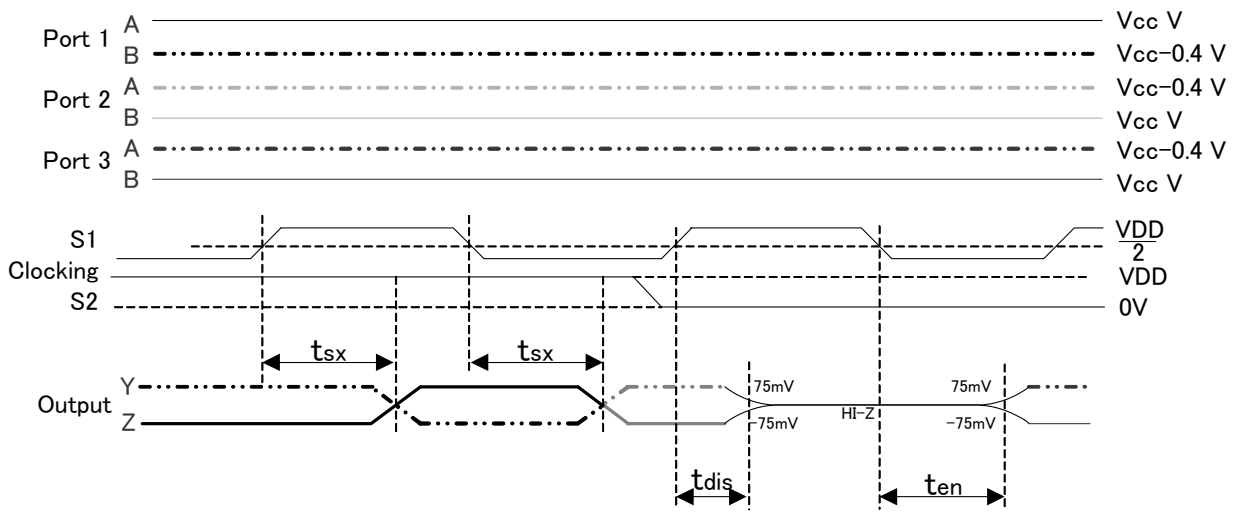 Port 1 A Vcc V
B Vcc-0.4 V
Port 2 A Vcc-0.4 V
B Vcc V
Port 3 A Vcc-0.4 V
B Vcc V
S1 VDD
2
Clocking VDD
S2 0V
tsx tsx
Y 75mV 75mV
Output HI-Z
Z -75mV -75mV
tdis ten